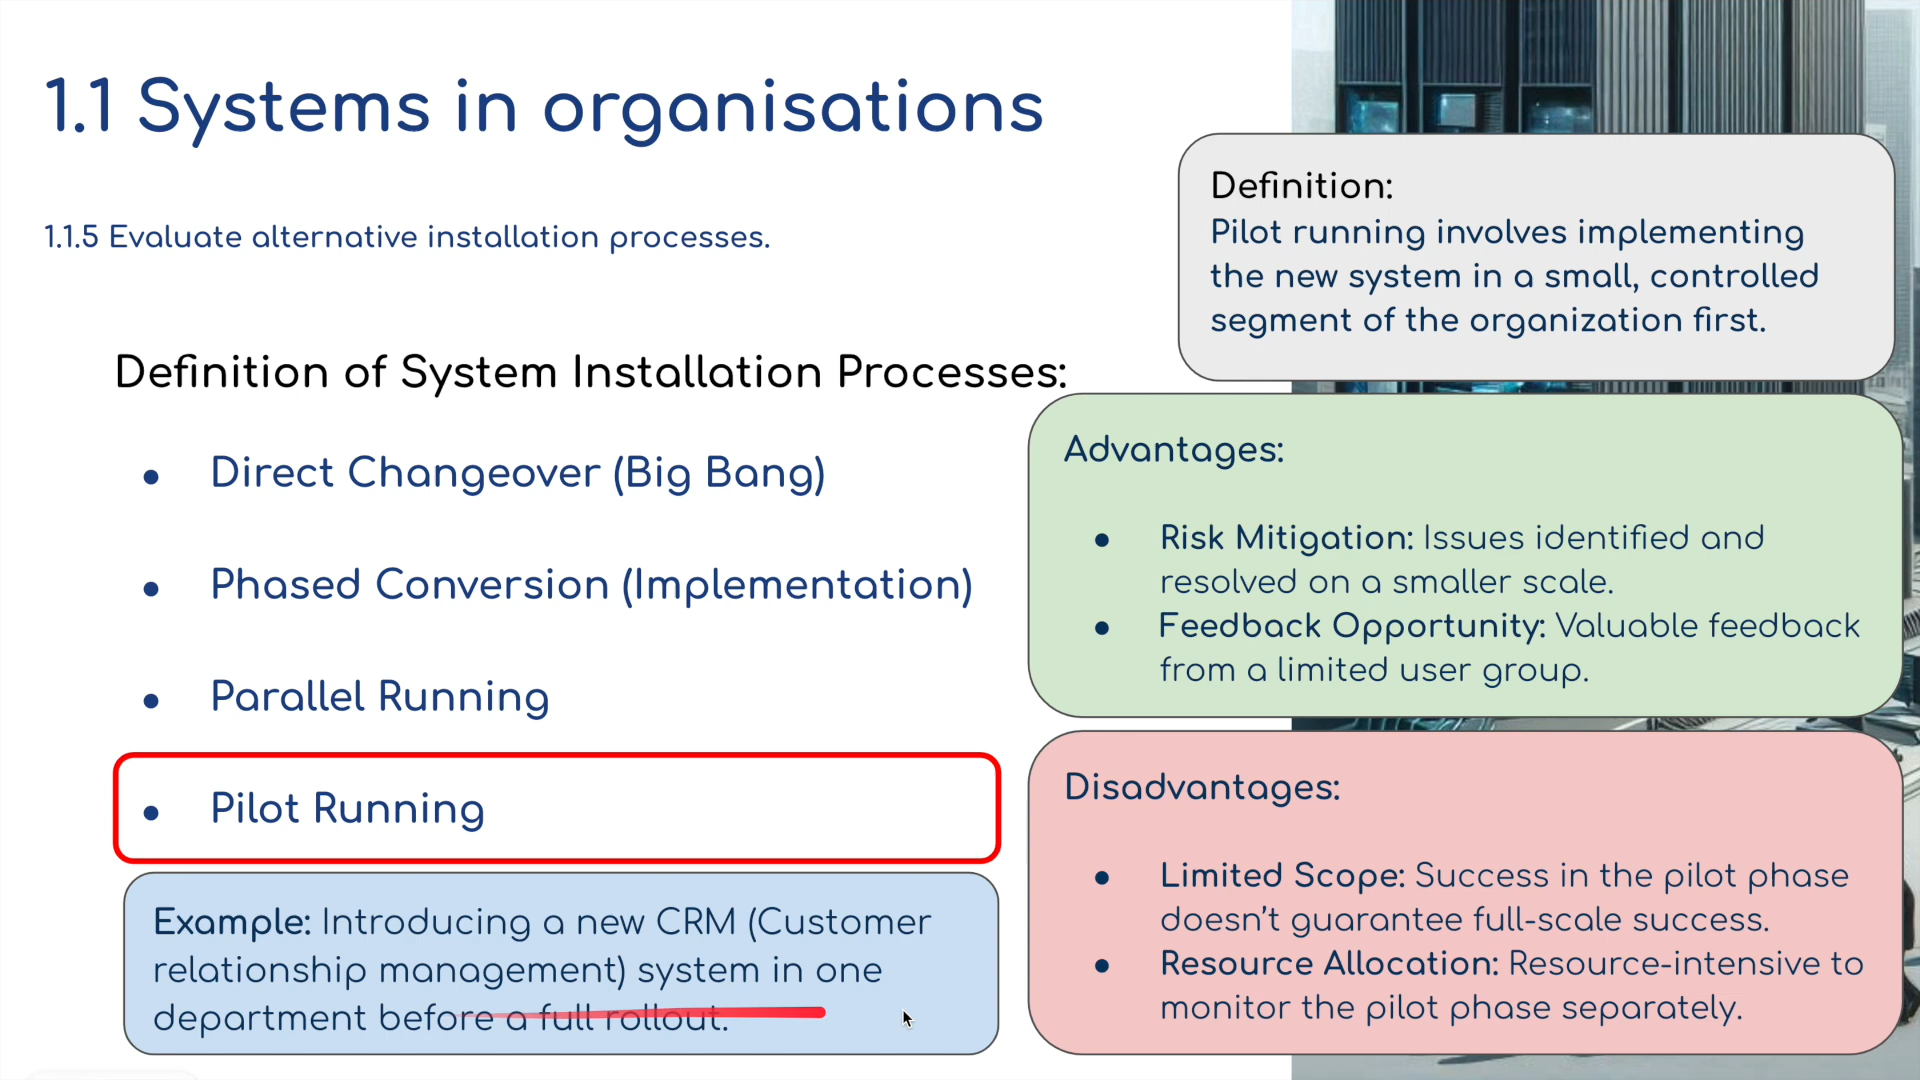 1.1 Systems in organisations
1.1.5 Evaluate alternative installation processes.
Definition of System Installation Processes:
● Direct Changeover (Big Bang)
● Phased Conversion (Implementation)
● Parallel Running
● Pilot Running
Example: Introducing a new CRM (Customer
relationship management) system in one
department before a full rollout.
Definition:
Pilot running involves implementing
the new system in a small, controlled
segment of the organization first.
Advantages:
● Risk Mitigation: Issues identified and
resolved on a smaller scale.
● Feedback Opportunity: Valuable feedback
from a limited user group.
Disadvantages:
● Limited Scope: Success in the pilot phase
doesn't guarantee full-scale success.
● Resource Allocation: Resource-intensive to
monitor the pilot phase separately.